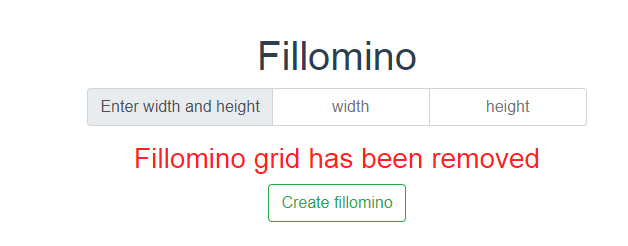 Fillomino
Enter width and height width height
Fillomino grid has been removed
Create fillomino